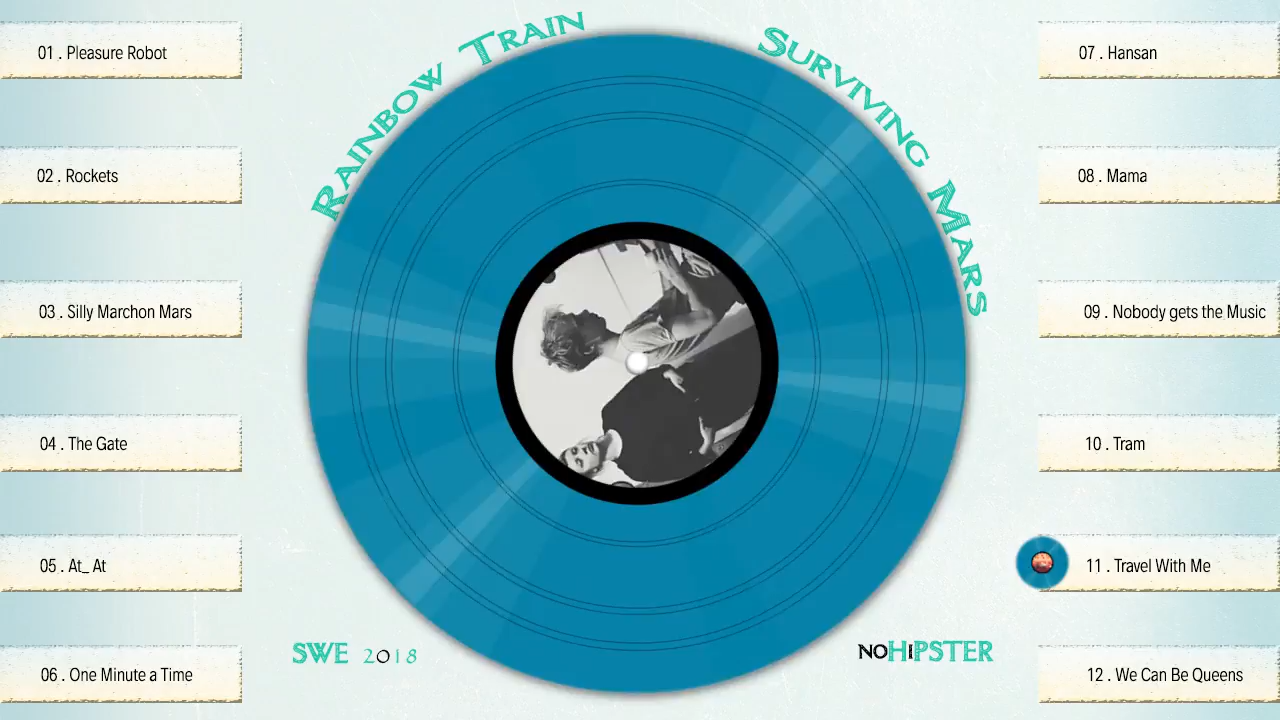 Rainbow Train
Surviving Mars
01 . Pleasure Robot
02 . Rockets
03 . Silly Marchon Mars
04 . The Gate
05 . At_ At
06 . One Minute a Time
07 . Hansan
08 . Mama
09 . Nobody gets the Music
10 . Tram
11 . Travel With Me
12 . We Can Be Queens
SWE 2018
NOHiPSTER